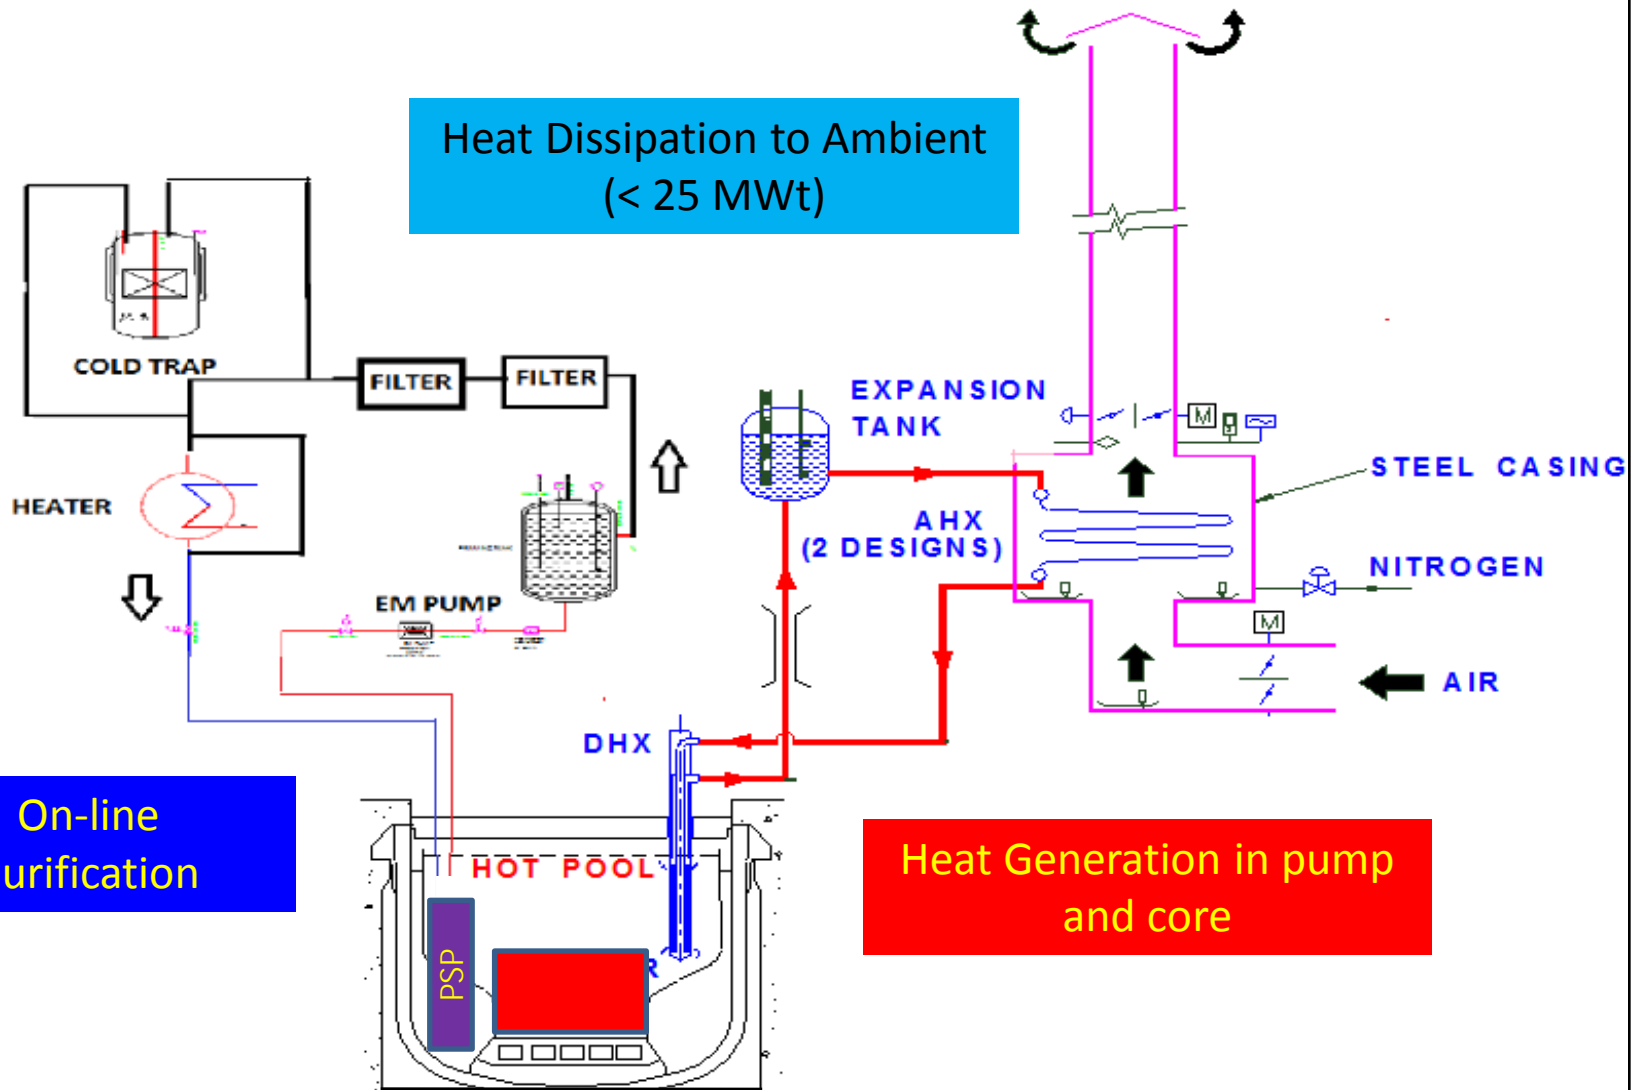 Heat Dissipation to Ambient
(< 25 MWt)
COLD TRAP
FILTER
FILTER
EXPANSION
TANK
M
STEEL CASING
HEATER
AHX
(2 DESIGNS)
NITROGEN
EM PUMP
M
AIR
DHX
On-line
urification
HOT POOL
Heat Generation in pump
and core
PSP
R